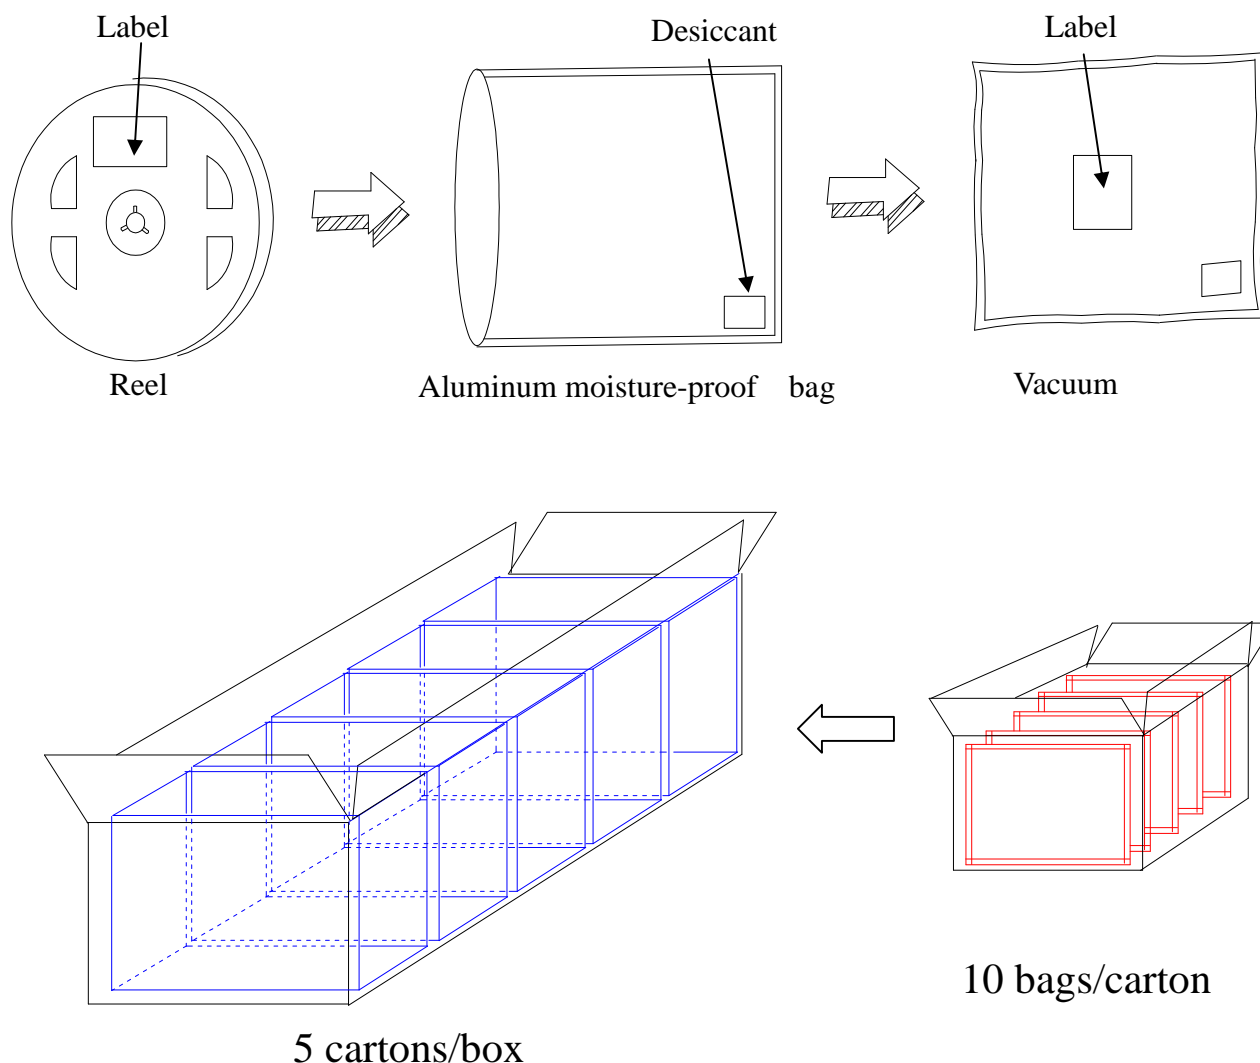 Label
Desiccant
Label
Reel
Aluminum moisture-proof bag
Vacuum
10 bags/carton
5 cartons/box